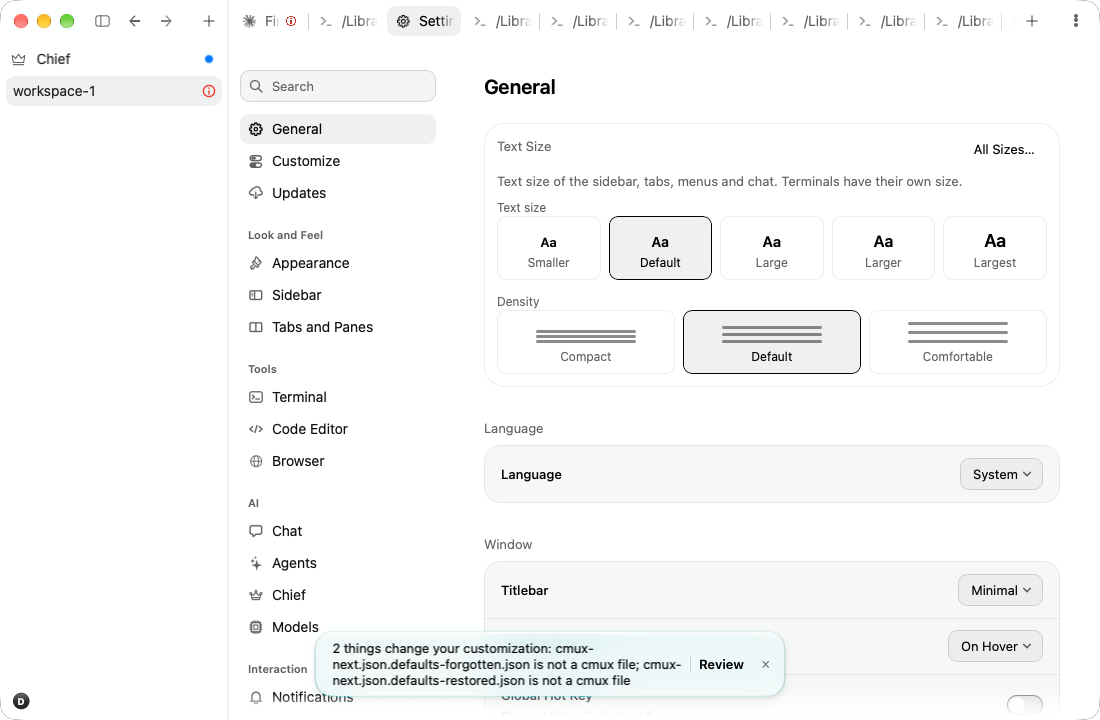 Fi
/Libra
Settin
/Libra
/Libra
/Libra
/Libra
/Libra
/Libra
/Libra
Chief
workspace-1
Search
General
Customize
Updates
Look and Feel
Appearance
Sidebar
Tabs and Panes
Tools
Terminal
Code Editor
Browser
AI
Chat
Agents
Chief
Models
Interaction
Notifications
D
General
Text Size
All Sizes...
Text size of the sidebar, tabs, menus and chat. Terminals have their own size.
Text size
Aa Aa Aa Aa Aa
Smaller Default Large Larger Largest
Density
Compact Default Comfortable
Language
Language System
Window
Titlebar Minimal
On Hover
Global Hot Key
2 things change your customization: cmux-
next.json.defaults-forgotten.json is not a cmux file; cmux-
next.json.defaults-restored.json is not a cmux file
Review